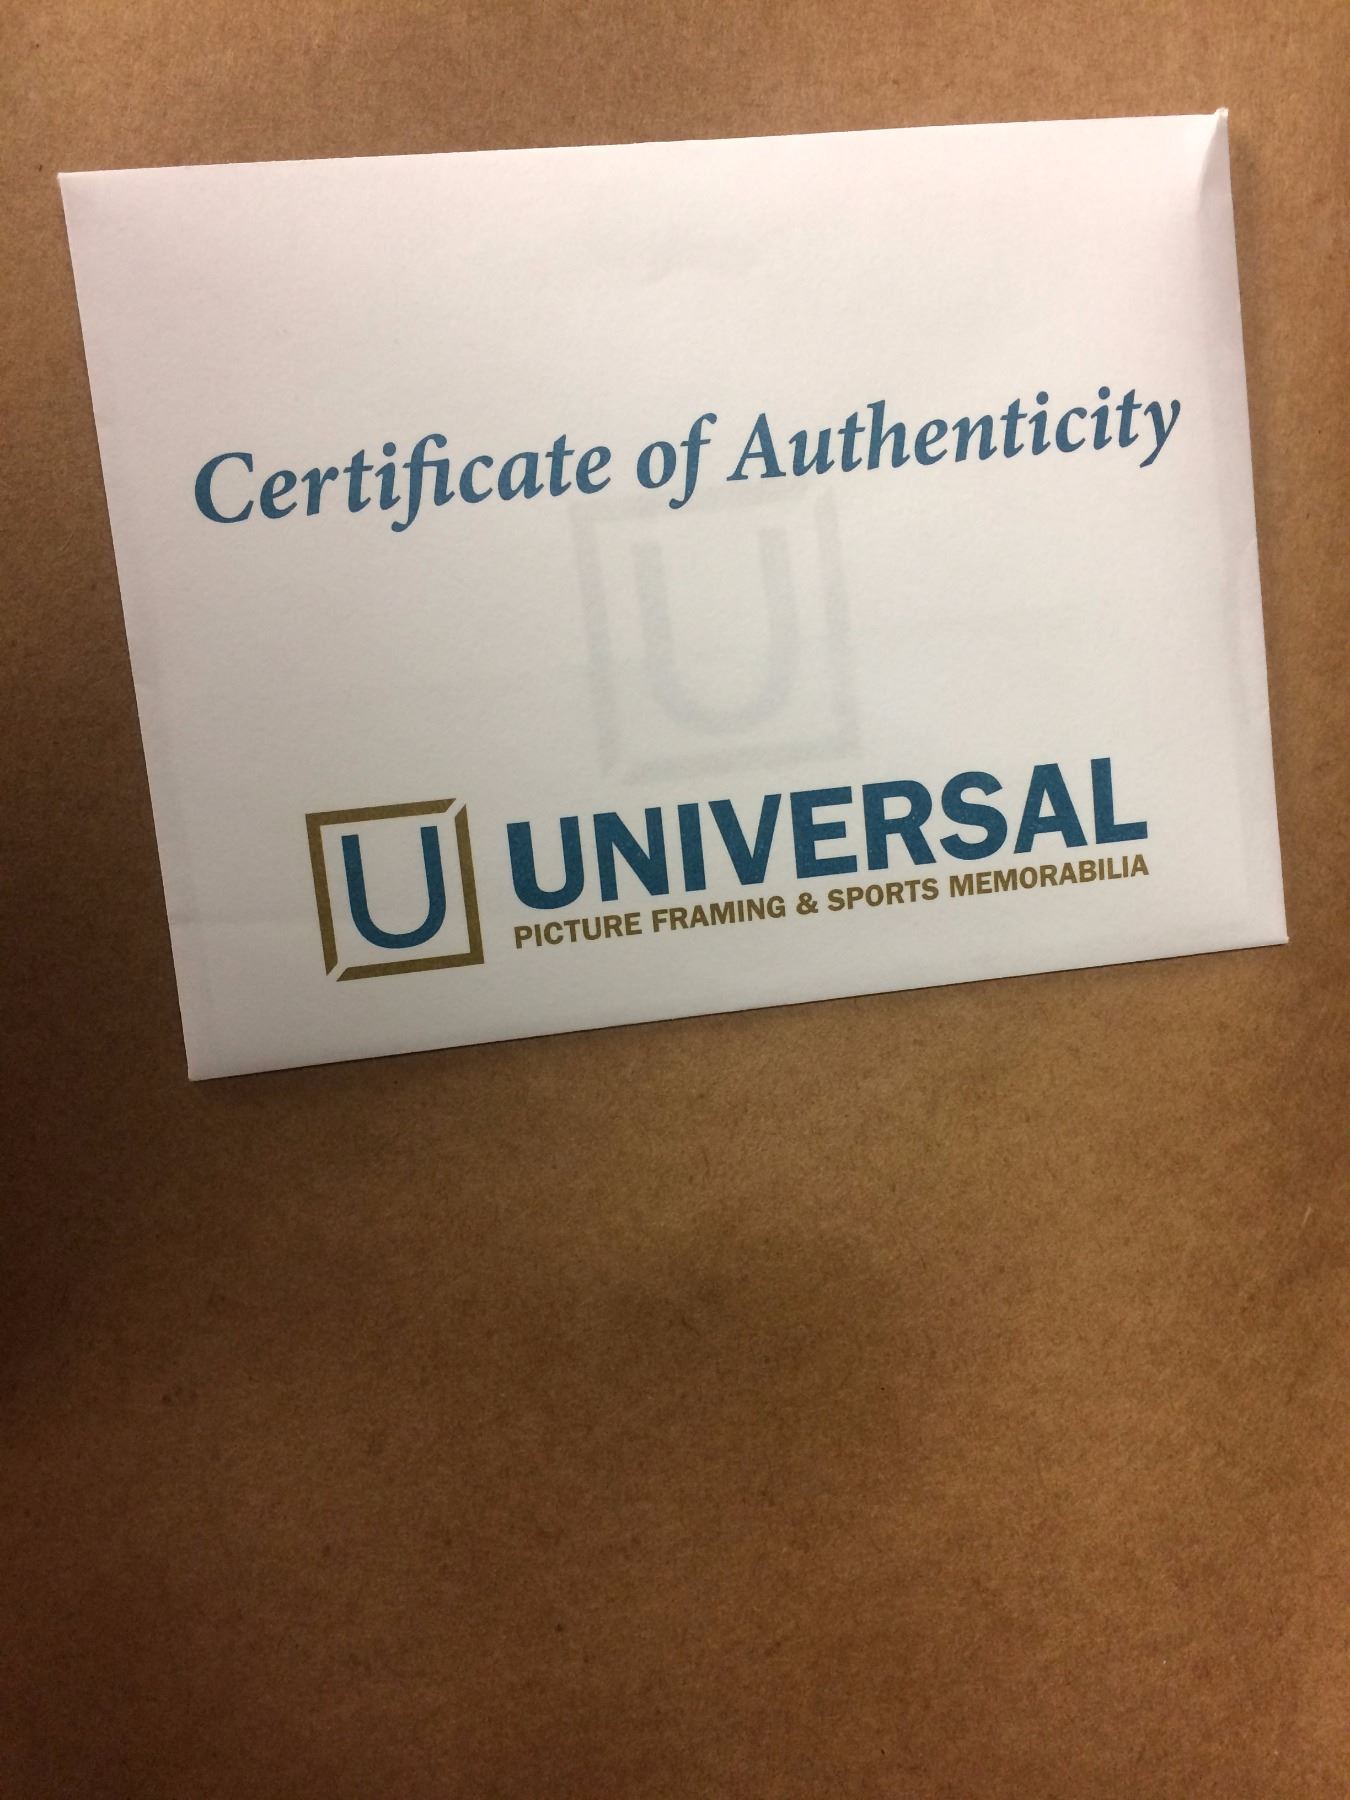 Certificate of Authenticity
U
U UNIVERSAL
PICTURE FRAMING & SPORTS MEMORABILIA